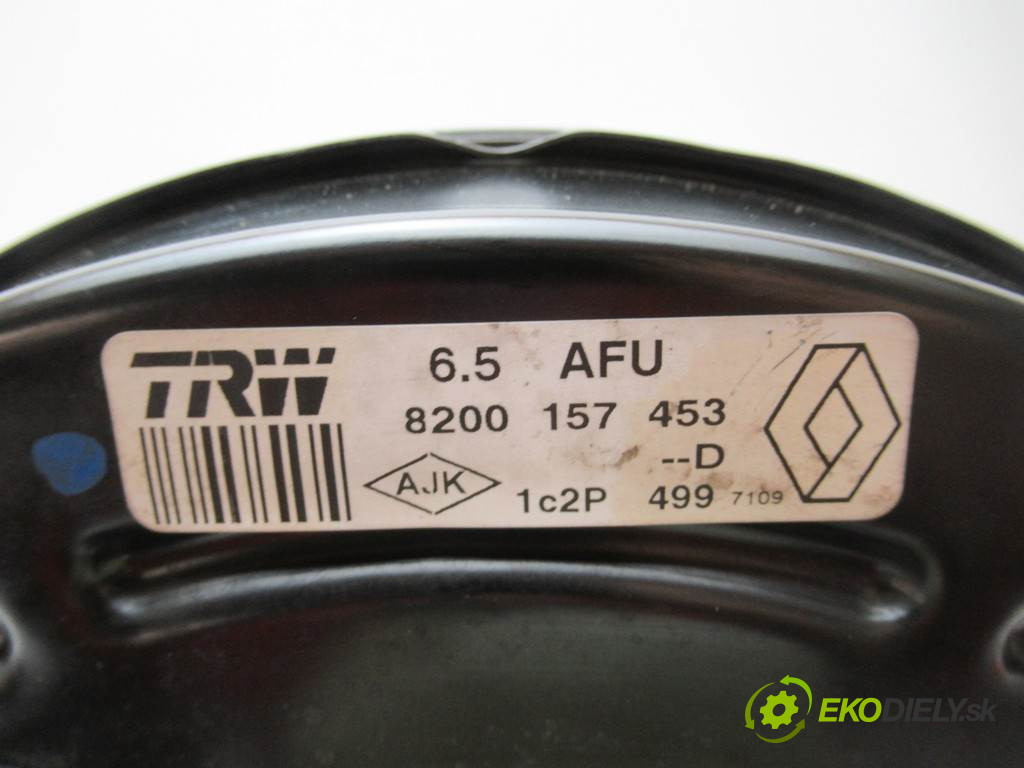 TRW 6.5 AFU
8200 157 453
--D
AJK 1c2P 499 7109
EKODIELY.sk